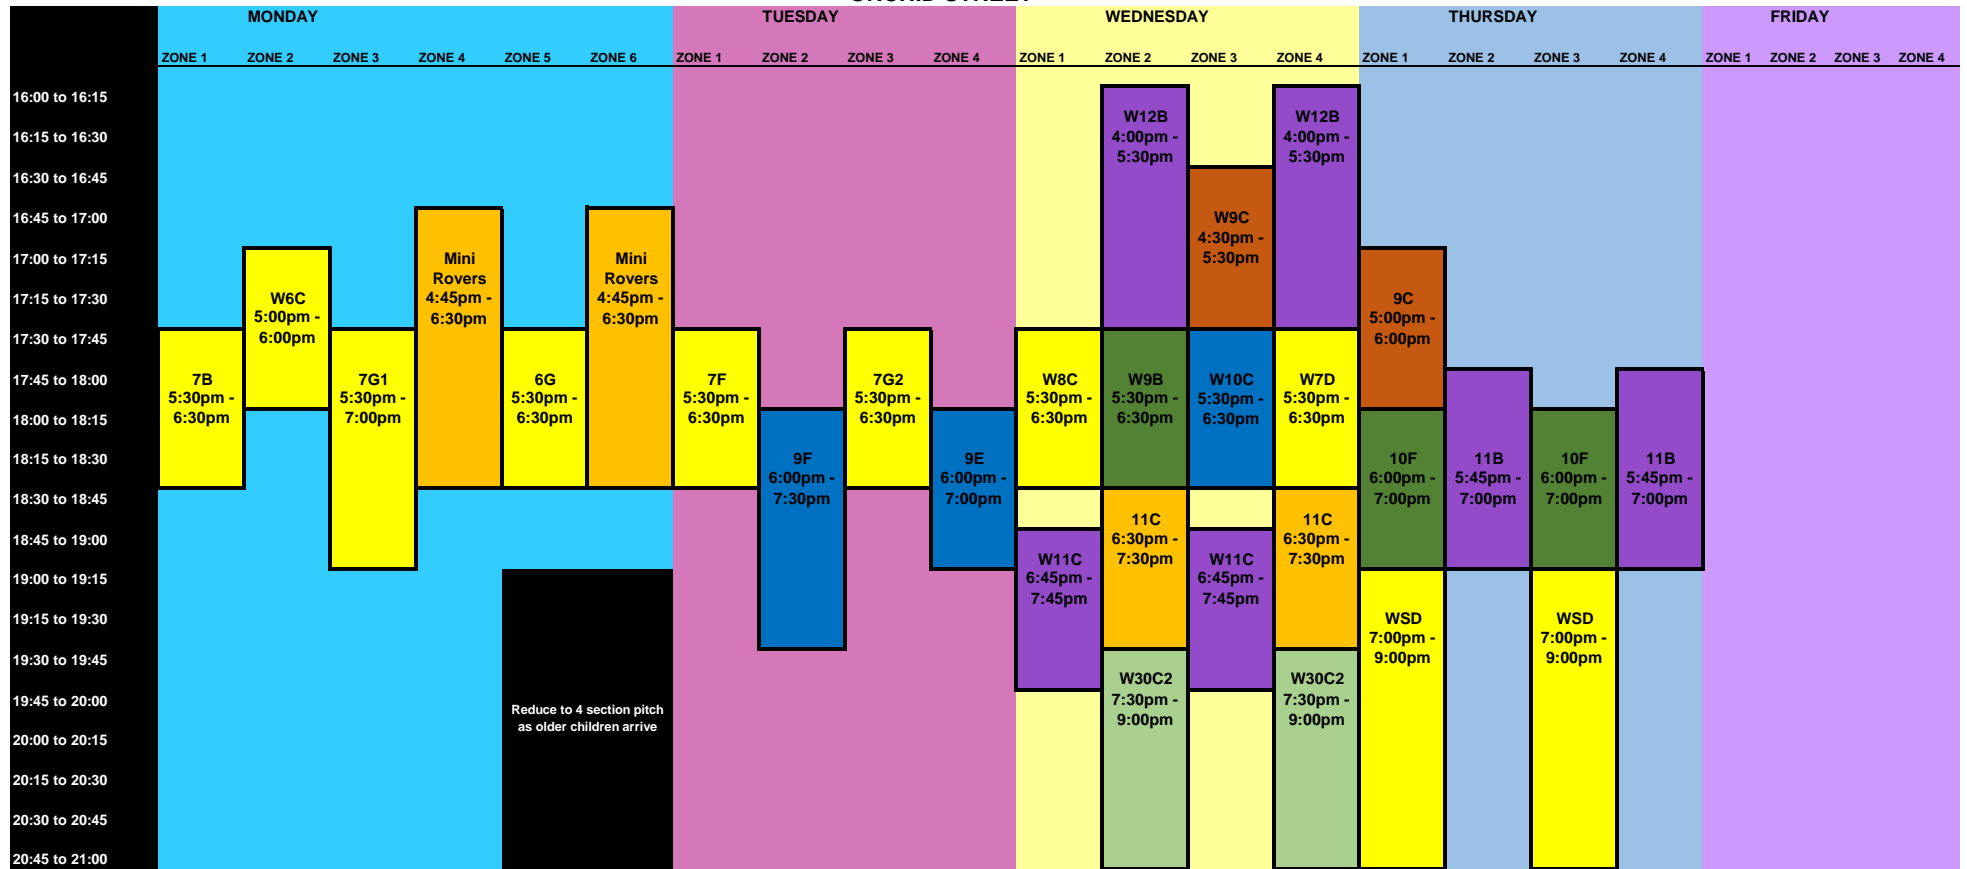 MONDAY TUESDAY WEDNESDAY THURSDAY FRIDAY
ZONE 1 ZONE 2 ZONE 3 ZONE 4 ZONE 5 ZONE 6 ZONE 1 ZONE 2 ZONE 3 ZONE 4 ZONE 1 ZONE 2 ZONE 3 ZONE 4 ZONE 1 ZONE 2 ZONE 3 ZONE 4 ZONE 1 ZONE 2 ZONE 3 ZONE 4
16:00 to 16:15
16:15 to 16:30
16:30 to 16:45
16:45 to 17:00
17:00 to 17:15
17:15 to 17:30
17:30 to 17:45
17:45 to 18:00
18:00 to 18:15
18:15 to 18:30
18:30 to 18:45
18:45 to 19:00
19:00 to 19:15
19:15 to 19:30
19:30 to 19:45
19:45 to 20:00
20:00 to 20:15
20:15 to 20:30
20:30 to 20:45
20:45 to 21:00
7B
5:30pm -
6:30pm
W6C
5:00pm -
6:00pm
7G1
5:30pm -
7:00pm
Mini
Rovers
4:45pm -
6:30pm
6G
5:30pm -
6:30pm
Mini
Rovers
4:45pm -
6:30pm
Reduce to 4 section pitch
as older children arrive
7F
5:30pm -
6:30pm
9F
6:00pm -
7:30pm
7G2
5:30pm -
6:30pm
9E
6:00pm -
7:00pm
W8C
5:30pm -
6:30pm
W11C
6:45pm -
7:45pm
W12B
4:00pm -
5:30pm
W9B
5:30pm -
6:30pm
11C
6:30pm -
7:30pm
W30C2
7:30pm -
9:00pm
W9C
4:30pm -
5:30pm
W10C
5:30pm -
6:30pm
W11C
6:45pm -
7:45pm
W12B
4:00pm -
5:30pm
W7D
5:30pm -
6:30pm
11C
6:30pm -
7:30pm
W30C2
7:30pm -
9:00pm
9C
5:00pm -
6:00pm
10F
6:00pm -
7:00pm
WSD
7:00pm -
9:00pm
11B
5:45pm -
7:00pm
10F
6:00pm -
7:00pm
WSD
7:00pm -
9:00pm
11B
5:45pm -
7:00pm